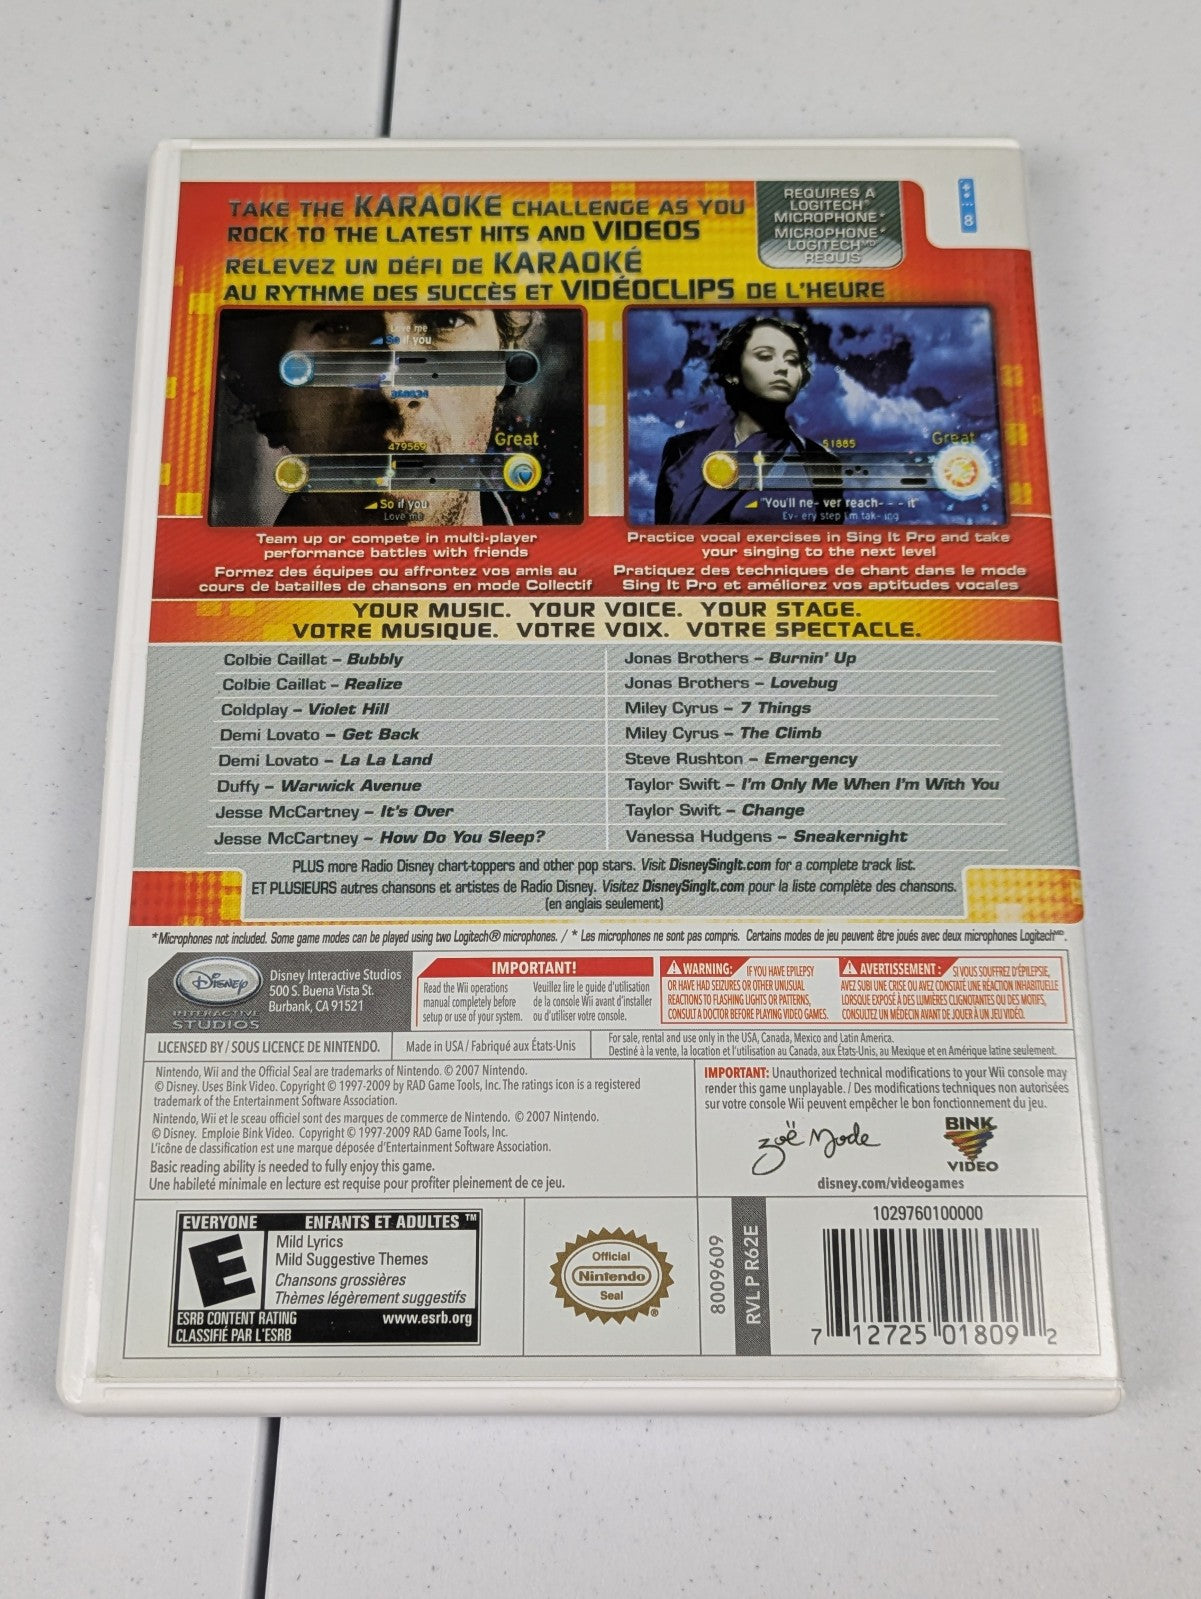 TAKE THE KARAOKE CHALLENGE AS YOU
ROCK TO THE LATEST HITS AND VIDEOS
RELEVEZ UN DÉFI DE KARAOKÉ
AU RYTHME DES SUCCÈS ET VIDÉOCLIPS DE L'HEURE
REQUIRES A
LOGITECH®
MICROPHONE*
MICROPHONE*
LOGITECH MD
REQUIS
8
Love me
So if you
479569
Great
So if you
Love me
51885
Great
"You'll ne- ver reach- - - it"
Ev- ery step I'm tak- ing
Team up or compete in multi-player
performance battles with friends
Formez des équipes ou affrontez vos amis au
cours de batailles de chansons en mode Collectif
Practice vocal exercises in Sing It Pro and take
your singing to the next level
Pratiquez des techniques de chant dans le mode
Sing It Pro et améliorez vos aptitudes vocales
YOUR MUSIC. YOUR VOICE. YOUR STAGE.
VOTRE MUSIQUE. VOTRE VOIX. VOTRE SPECTACLE.
Colbie Caillat – Bubbly
Colbie Caillat – Realize
Coldplay – Violet Hill
Demi Lovato – Get Back
Demi Lovato – La La Land
Duffy – Warwick Avenue
Jesse McCartney – It's Over
Jesse McCartney – How Do You Sleep?
Jonas Brothers – Burnin' Up
Jonas Brothers – Lovebug
Miley Cyrus – 7 Things
Miley Cyrus – The Climb
Steve Rushton – Emergency
Taylor Swift – I'm Only Me When I'm With You
Taylor Swift – Change
Vanessa Hudgens – Sneakernight
PLUS more Radio Disney chart-toppers and other pop stars. Visit DisneySingIt.com for a complete track list.
ET PLUSIEURS autres chansons et artistes de Radio Disney. Visitez DisneySingIt.com pour la liste complète des chansons.
(en anglais seulement)
*Microphones not included. Some game modes can be played using two Logitech® microphones. / * Les microphones ne sont pas compris. Certains modes de jeu peuvent être joués avec deux microphones Logitech MD.
Disney
INTERACTIVE
STUDIOS
Disney Interactive Studios
500 S. Buena Vista St.
Burbank, CA 91521
IMPORTANT!
Read the Wii operations
manual completely before
setup or use of your system.
Veuillez lire le guide d'utilisation
de la console Wii avant d'installer
ou d'utiliser votre console.
WARNING: IF YOU HAVE EPILEPSY
OR HAVE HAD SEIZURES OR OTHER UNUSUAL
REACTIONS TO FLASHING LIGHTS OR PATTERNS,
CONSULT A DOCTOR BEFORE PLAYING VIDEO GAMES.
AVERTISSEMENT : SI VOUS SOUFFREZ D'ÉPILEPSIE,
AVEZ SUBI UNE CRISE OU AVEZ CONSTATÉ UNE RÉACTION INHABITUELLE
LORSQUE EXPOSÉ À DES LUMIÈRES CLIGNOTANTES OU DES MOTIFS,
CONSULTEZ UN MÉDECIN AVANT DE JOUER À UN JEU VIDÉO.
LICENSED BY / SOUS LICENCE DE NINTENDO.
Made in USA / Fabriqué aux États-Unis
For sale, rental and use only in the USA, Canada, Mexico and Latin America.
Destiné à la vente, la location et l'utilisation au Canada, aux États-Unis, au Mexique et en Amérique latine seulement.
Nintendo, Wii and the Official Seal are trademarks of Nintendo. © 2007 Nintendo.
© Disney. Uses Bink Video. Copyright © 1997-2009 by RAD Game Tools, Inc. The ratings icon is a registered
trademark of the Entertainment Software Association.
Nintendo, Wii et le sceau officiel sont des marques de commerce de Nintendo. © 2007 Nintendo.
© Disney. Emploie Bink Video. Copyright © 1997-2009 RAD Game Tools, Inc.
L'icône de classification est une marque déposée d'Entertainment Software Association.
Basic reading ability is needed to fully enjoy this game.
Une habileté minimale en lecture est requise pour profiter pleinement de ce jeu.
IMPORTANT: Unauthorized technical modifications to your Wii console may
render this game unplayable. / Des modifications techniques non autorisées
sur votre console Wii peuvent empêcher le bon fonctionnement du jeu.
zoë mode
BINK
VIDEO
disney.com/videogames
EVERYONE ENFANTS ET ADULTES ™
E
Mild Lyrics
Mild Suggestive Themes
Chansons grossières
Thèmes légèrement suggestifs
ESRB CONTENT RATING www.esrb.org
CLASSIFIÉ PAR L'ESRB
Official
Nintendo
Seal
®
8009609
RVL P R62E
1029760100000
7 12725 01809 2